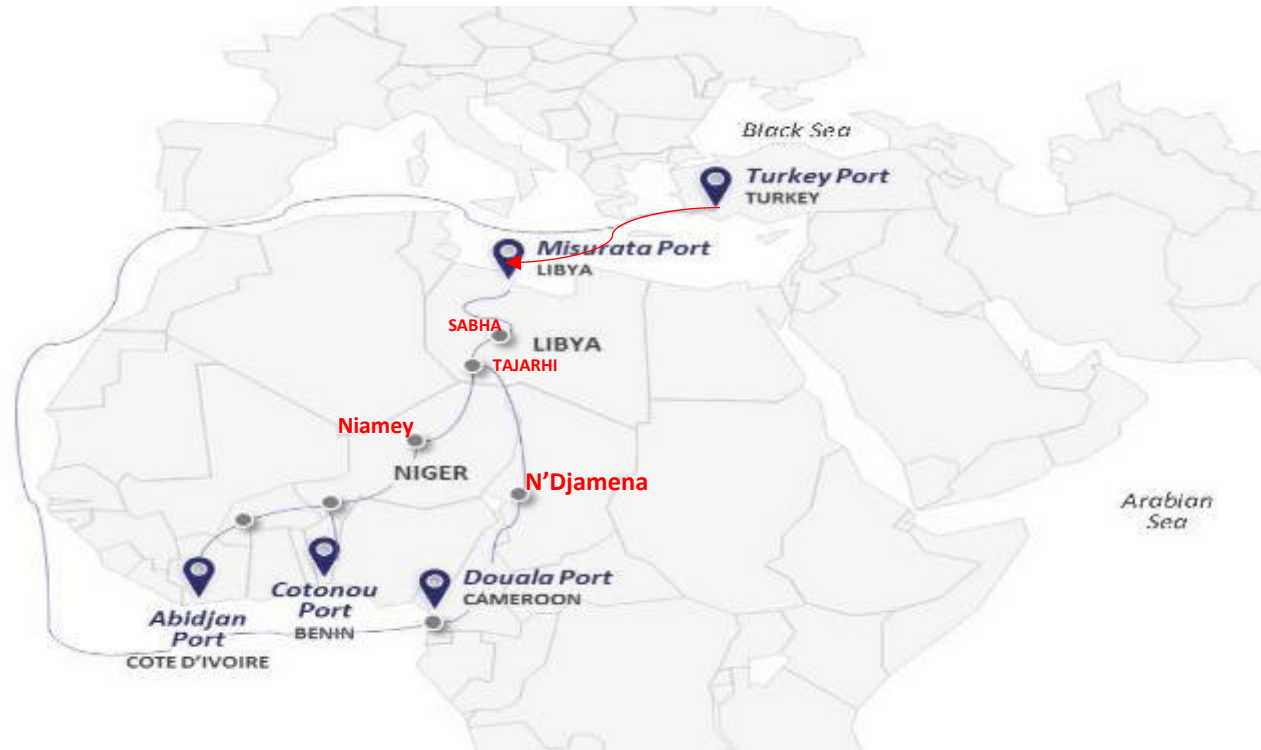 Black Sea
Turkey Port
TURKEY
Misurata Port
LIBYA
SABHA
LIBYA
TAJARHI
Niamey
NIGER
N’Djamena
Arabian
Sea
Douala Port
CAMEROON
Cotonou
Port
BENIN
Abidjan
Port
COTE D’IVOIRE